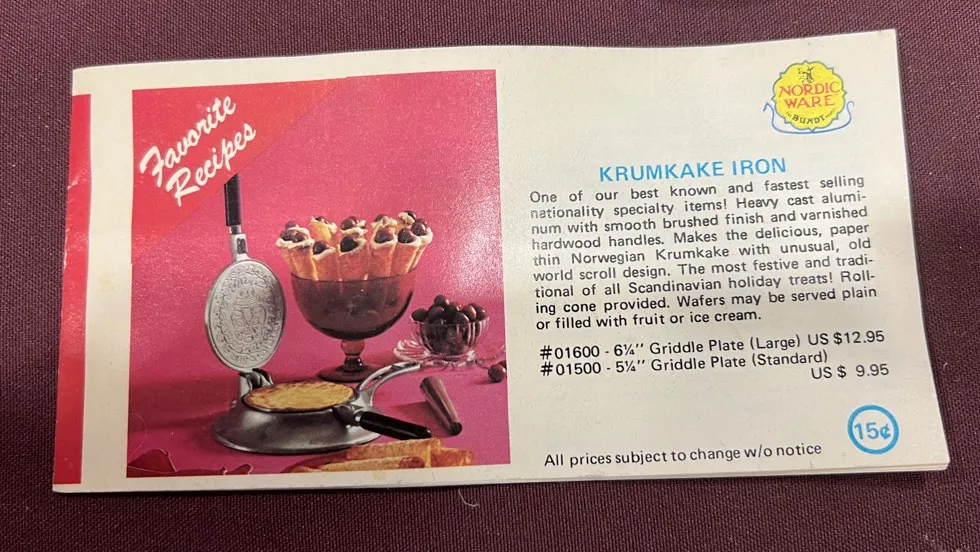 Favorite
Recipes
NORDIC
WARE
BUNDT
KRUMKAKE IRON
One of our best known and fastest selling
nationality specialty items! Heavy cast alumi-
num with smooth brushed finish and varnished
hardwood handles. Makes the delicious, paper
thin Norwegian Krumkake with unusual, old
world scroll design. The most festive and tradi-
tional of all Scandinavian holiday treats! Roll-
ing cone provided. Wafers may be served plain
or filled with fruit or ice cream.
#01600 - 6¼" Griddle Plate (Large) US $12.95
#01500 - 5¼" Griddle Plate (Standard)
US $ 9.95
All prices subject to change w/o notice
15¢